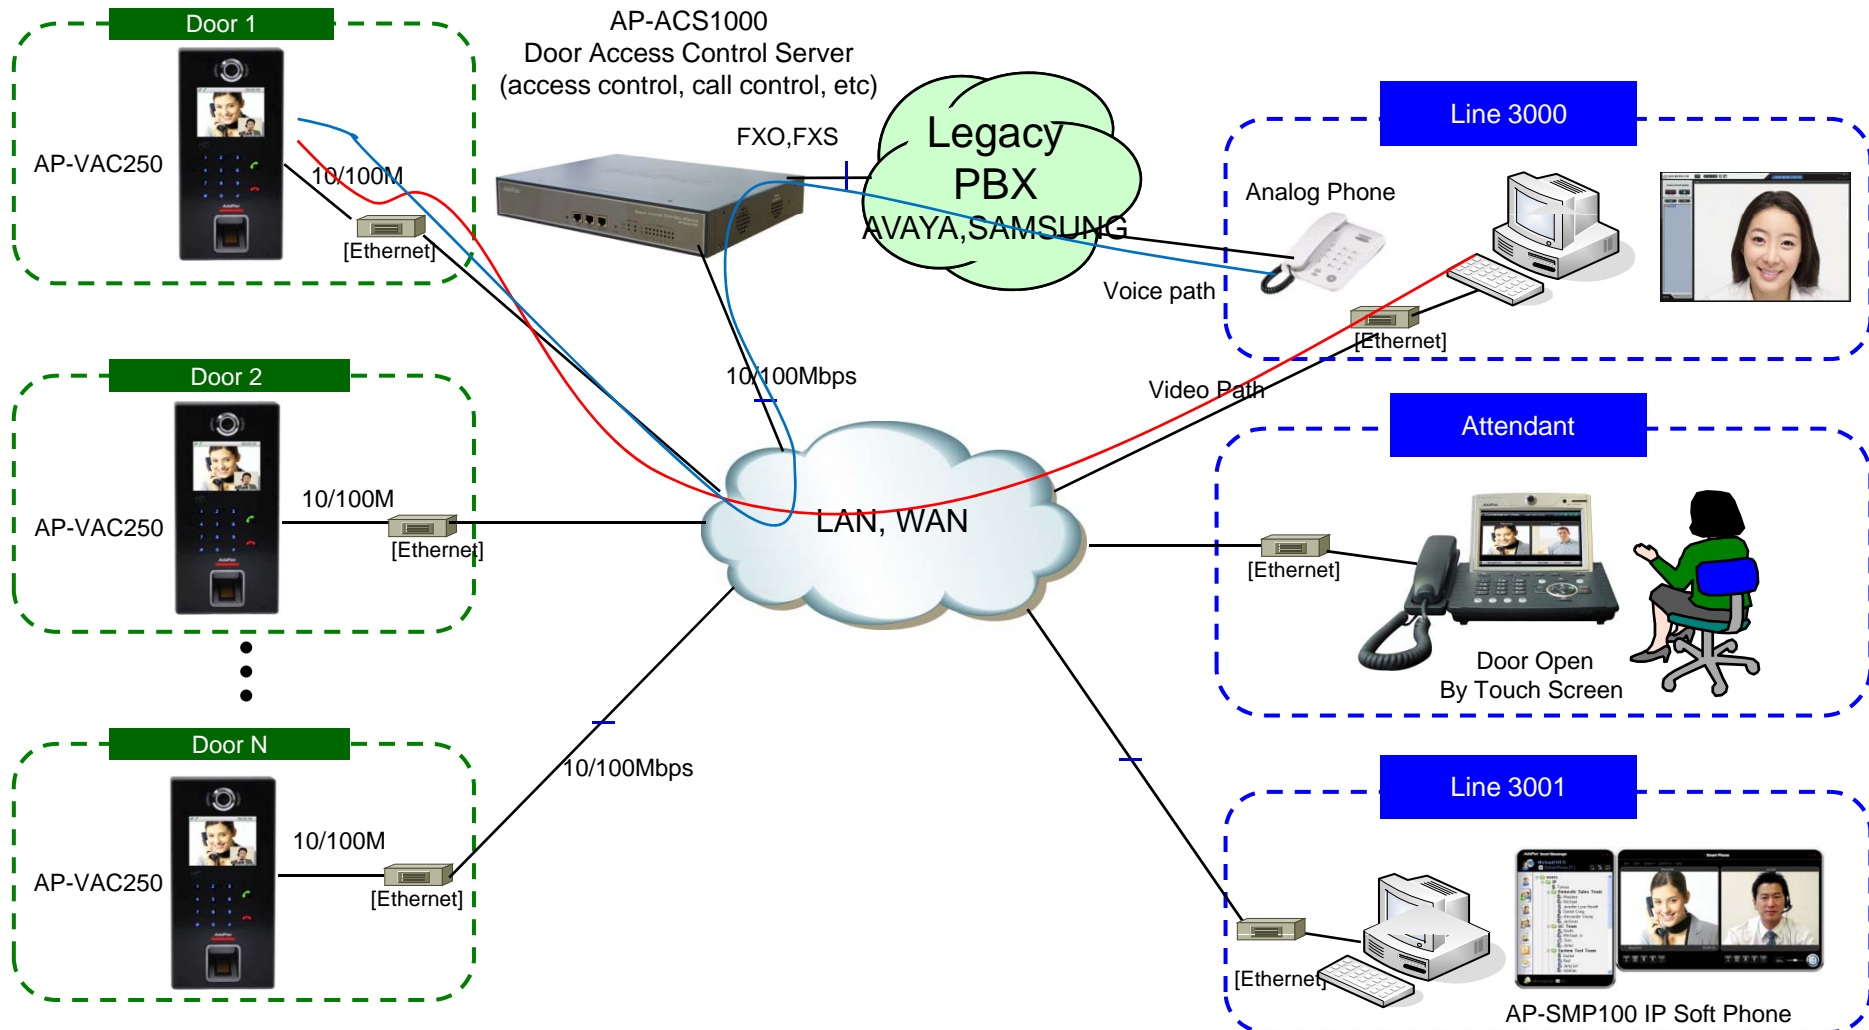 Door 1
AP-ACS1000
Door Access Control Server
(access control, call control, etc)
AP-VAC250
10/100M
[Ethernet]
FXO,FXS
Legacy
PBX
AVAYA,SAMSUNG
Line 3000
Analog Phone
Voice path
[Ethernet]
10/100Mbps
Video Path
Door 2
AP-VAC250
10/100M
[Ethernet]
LAN, WAN
Attendant
[Ethernet]
Door Open
By Touch Screen
Door N
AP-VAC250
10/100M
[Ethernet]
10/100Mbps
Line 3001
[Ethernet]
Smart Phone
AP-SMP100 IP Soft Phone